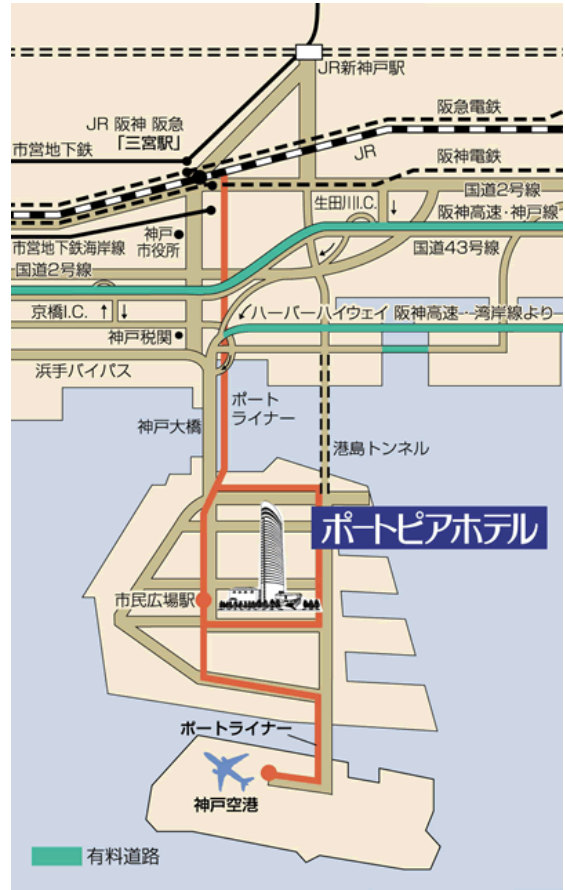 JR新神戸駅
阪急電鉄
JR 阪神 阪急
「三宮駅」
市営地下鉄
JR
阪神電鉄
生田川I.C.
国道2号線
阪神高速・神戸線
市営地下鉄海岸線
神戸
市役所
国道2号線
国道43号線
京橋I.C.
ハーバーハイウェイ
阪神高速・湾岸線より
神戸税関
浜手バイパス
ポート
ライナー
神戸大橋
港島トンネル
ポートピアホテル
市民広場駅
ポートライナー
神戸空港
有料道路